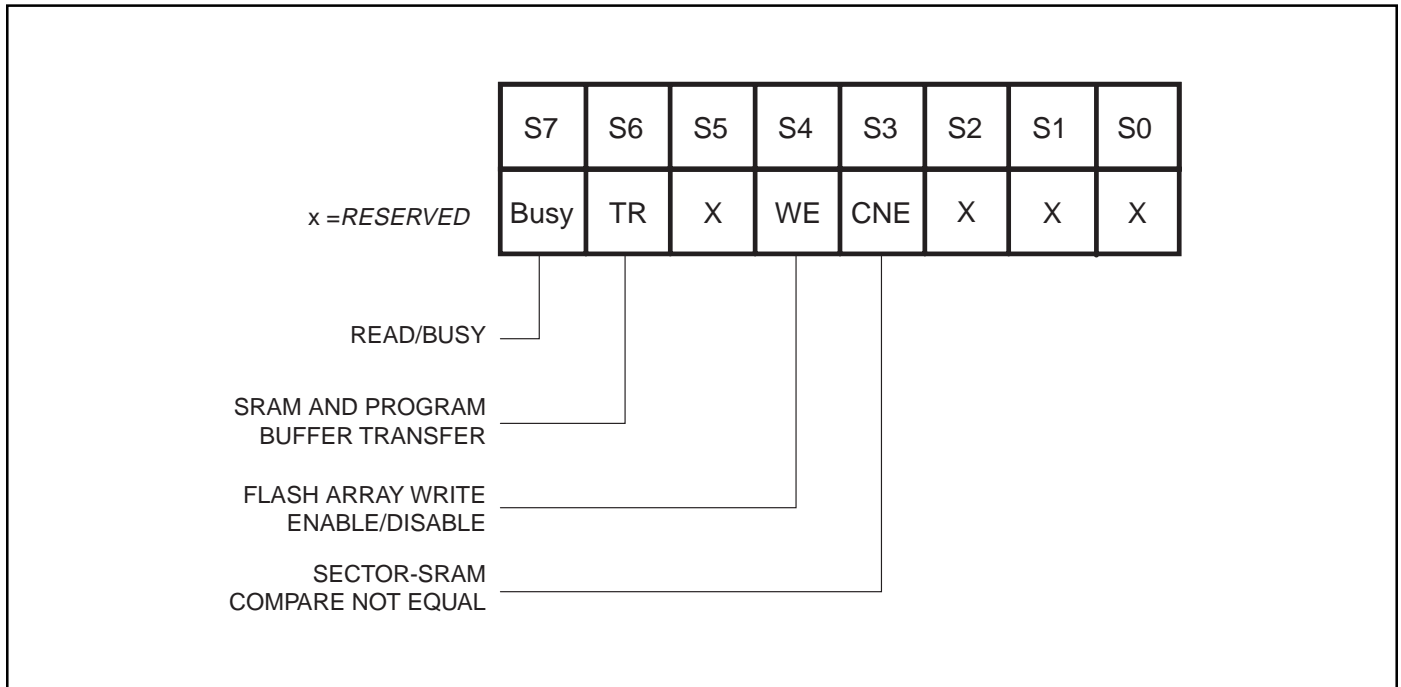 S7 S6 S5 S4 S3 S2 S1 S0
x =RESERVED Busy TR X WE CNE X X X
READ/BUSY
SRAM AND PROGRAM
BUFFER TRANSFER
FLASH ARRAY WRITE
ENABLE/DISABLE
SECTOR-SRAM
COMPARE NOT EQUAL